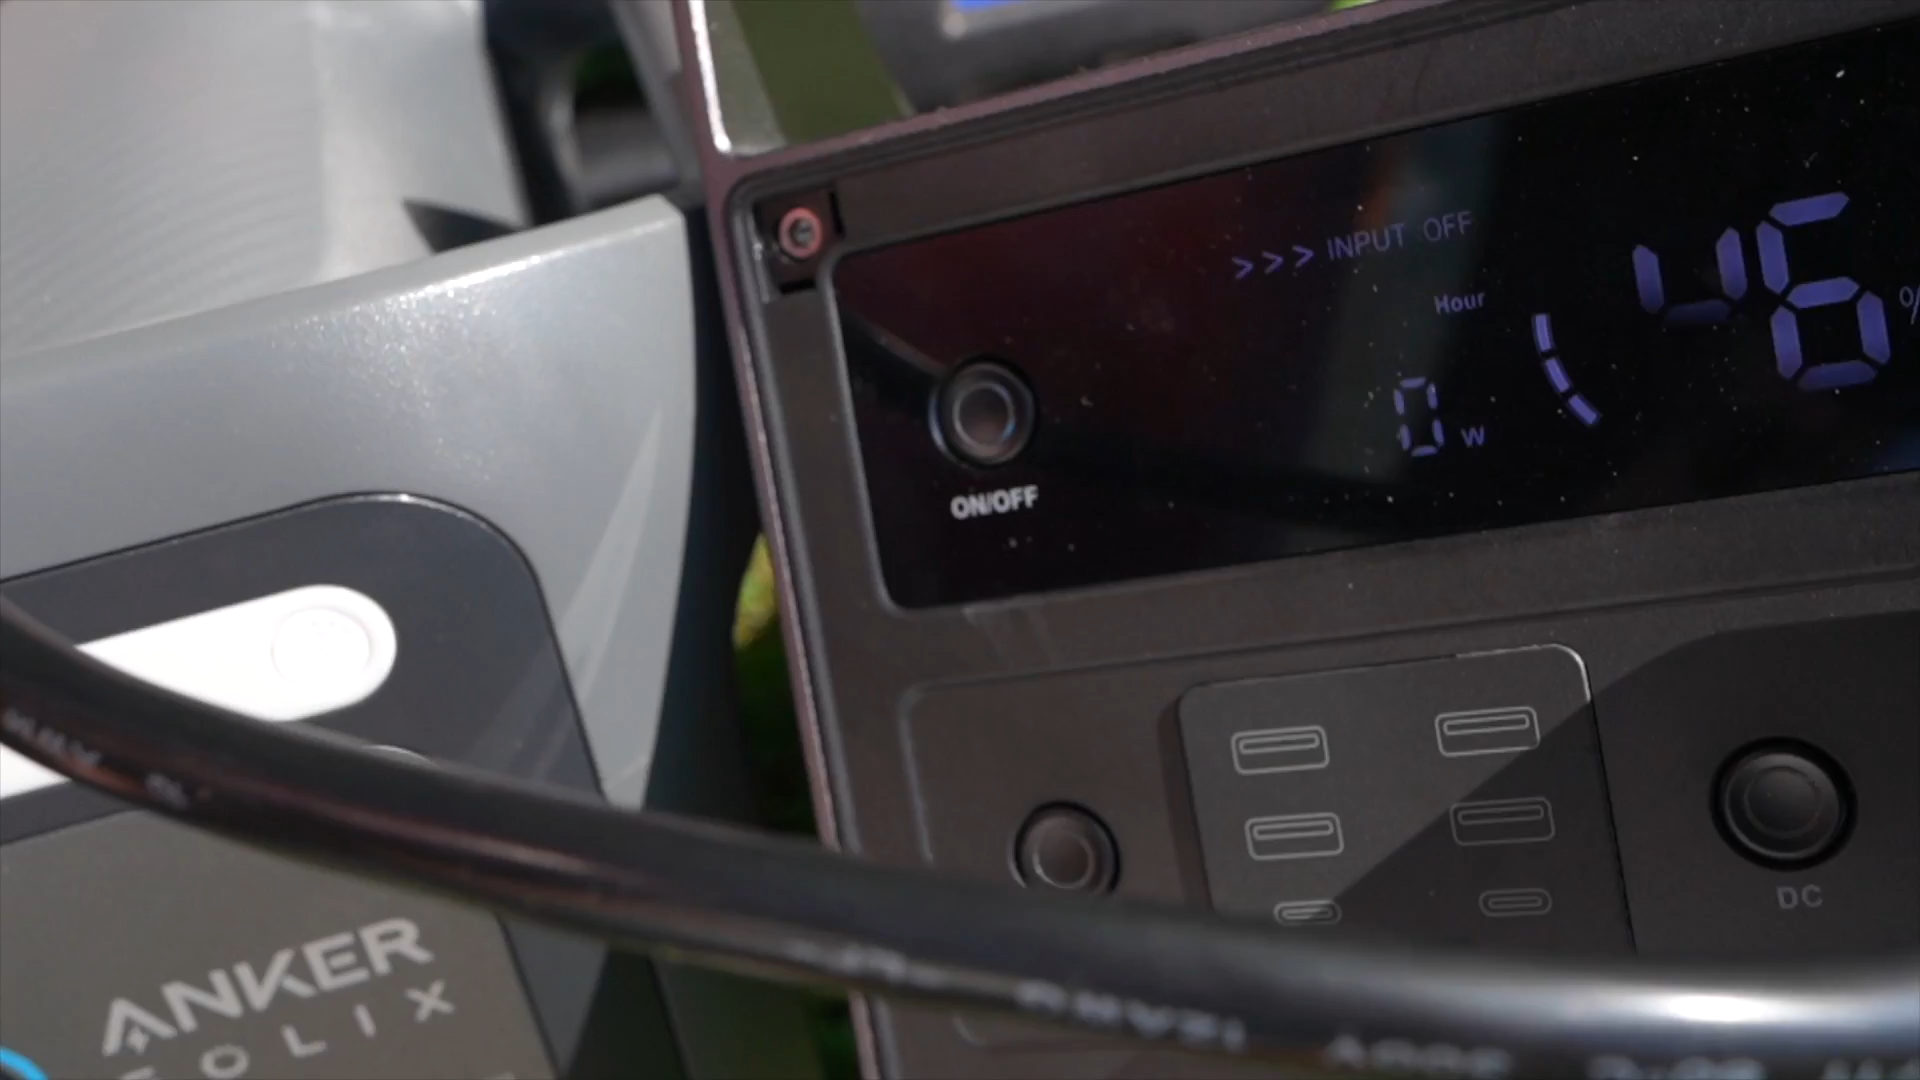 >>> INPUT OFF
Hour
46%
0 W
ON/OFF
DC
ANKER
SOLIX